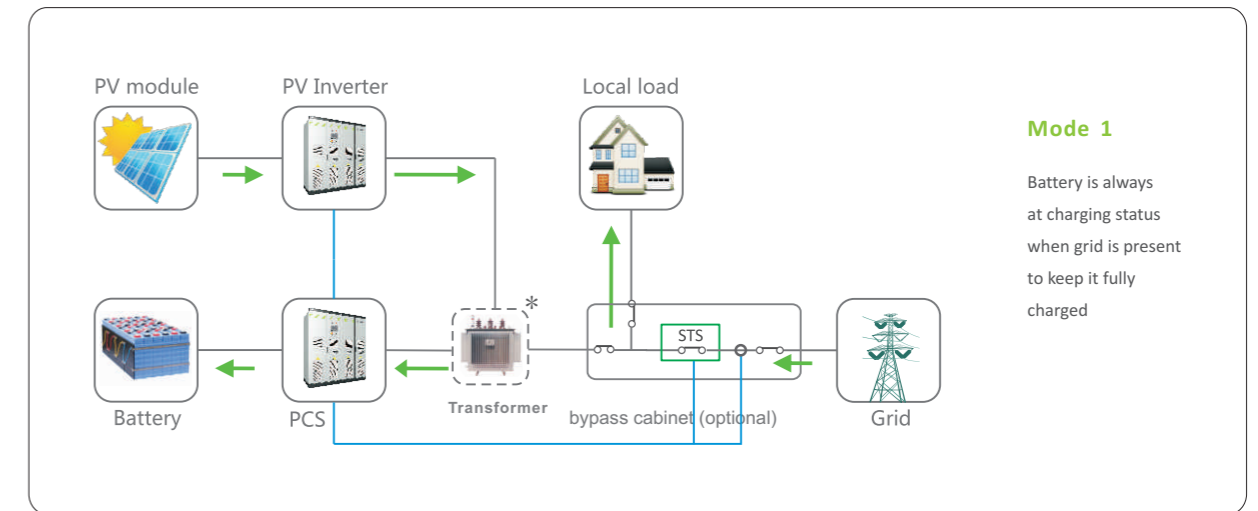 PV module
PV Inverter
Local load
Mode 1
Battery is always
at charging status
when grid is present
to keep it fully
charged
*
STS
Transformer
bypass cabinet (optional)
Battery
PCS
Grid